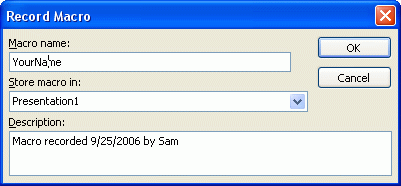 Record Macro
Macro name:
OK
YourName
Cancel
Store macro in:
Presentation1
Description:
Macro recorded 9/25/2006 by Sam